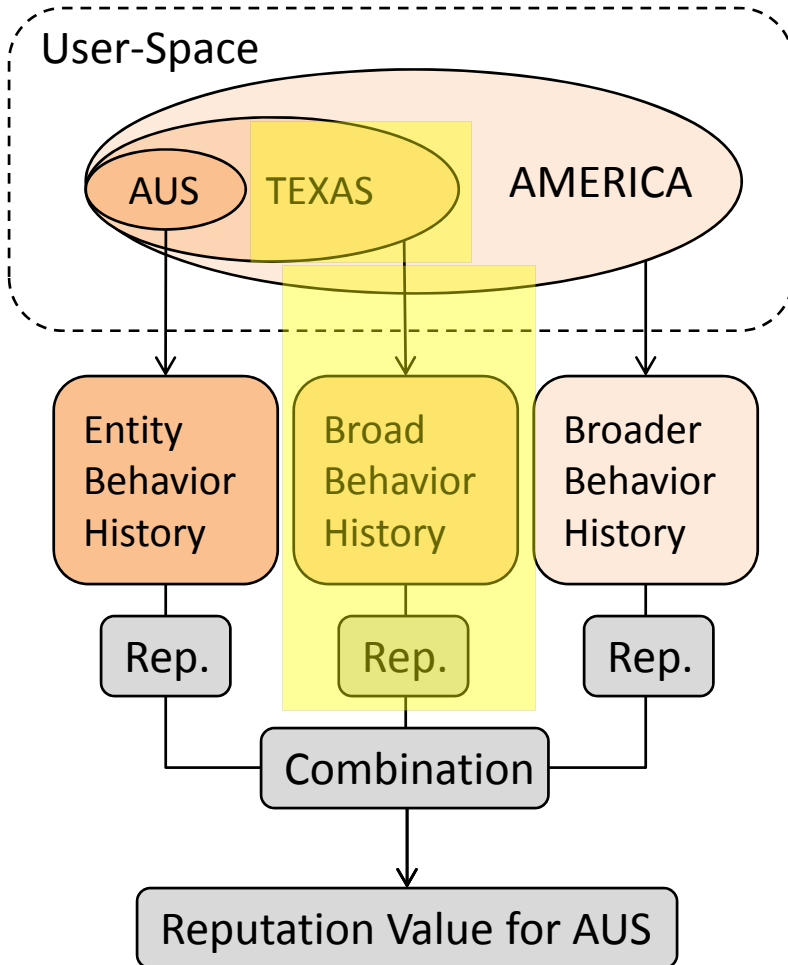 User-Space
AUS TEXAS AMERICA
Entity
Behavior
History
Broad
Behavior
History
Broader
Behavior
History
Rep. Rep. Rep.
Combination
Reputation Value for AUS